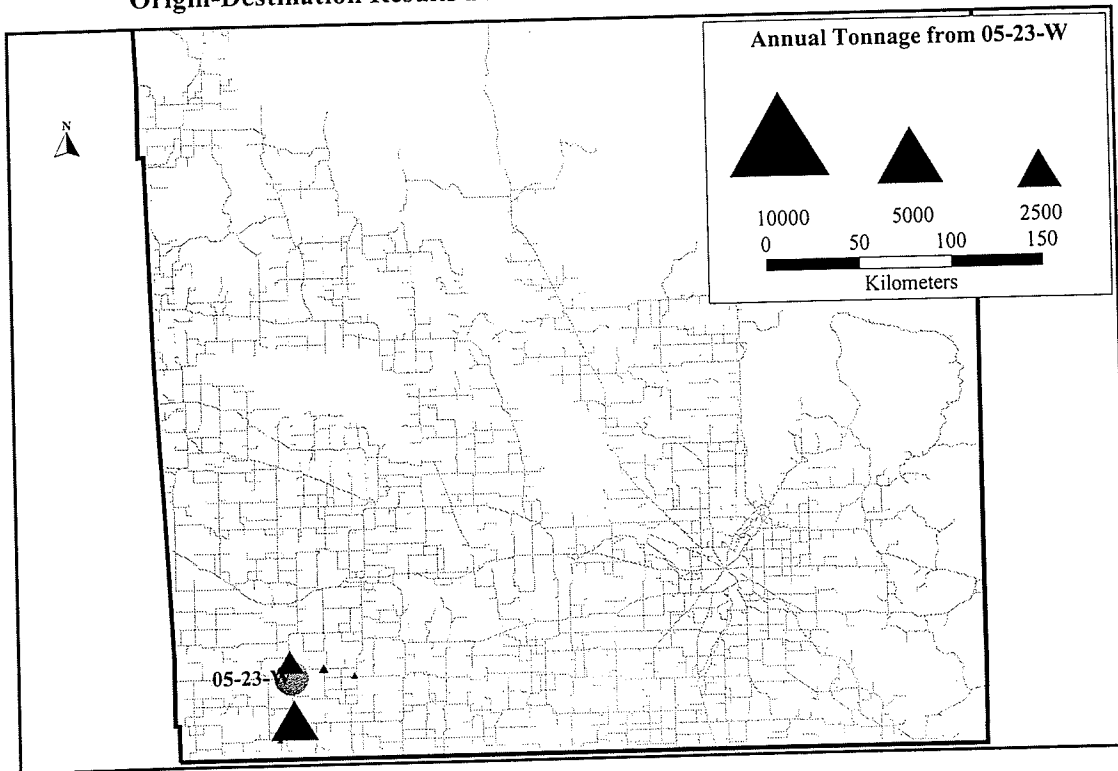 Origin-Destination Results
Annual Tonnage from 05-23-W
N
10000 5000 2500
0 50 100 150
Kilometers
05-23-W